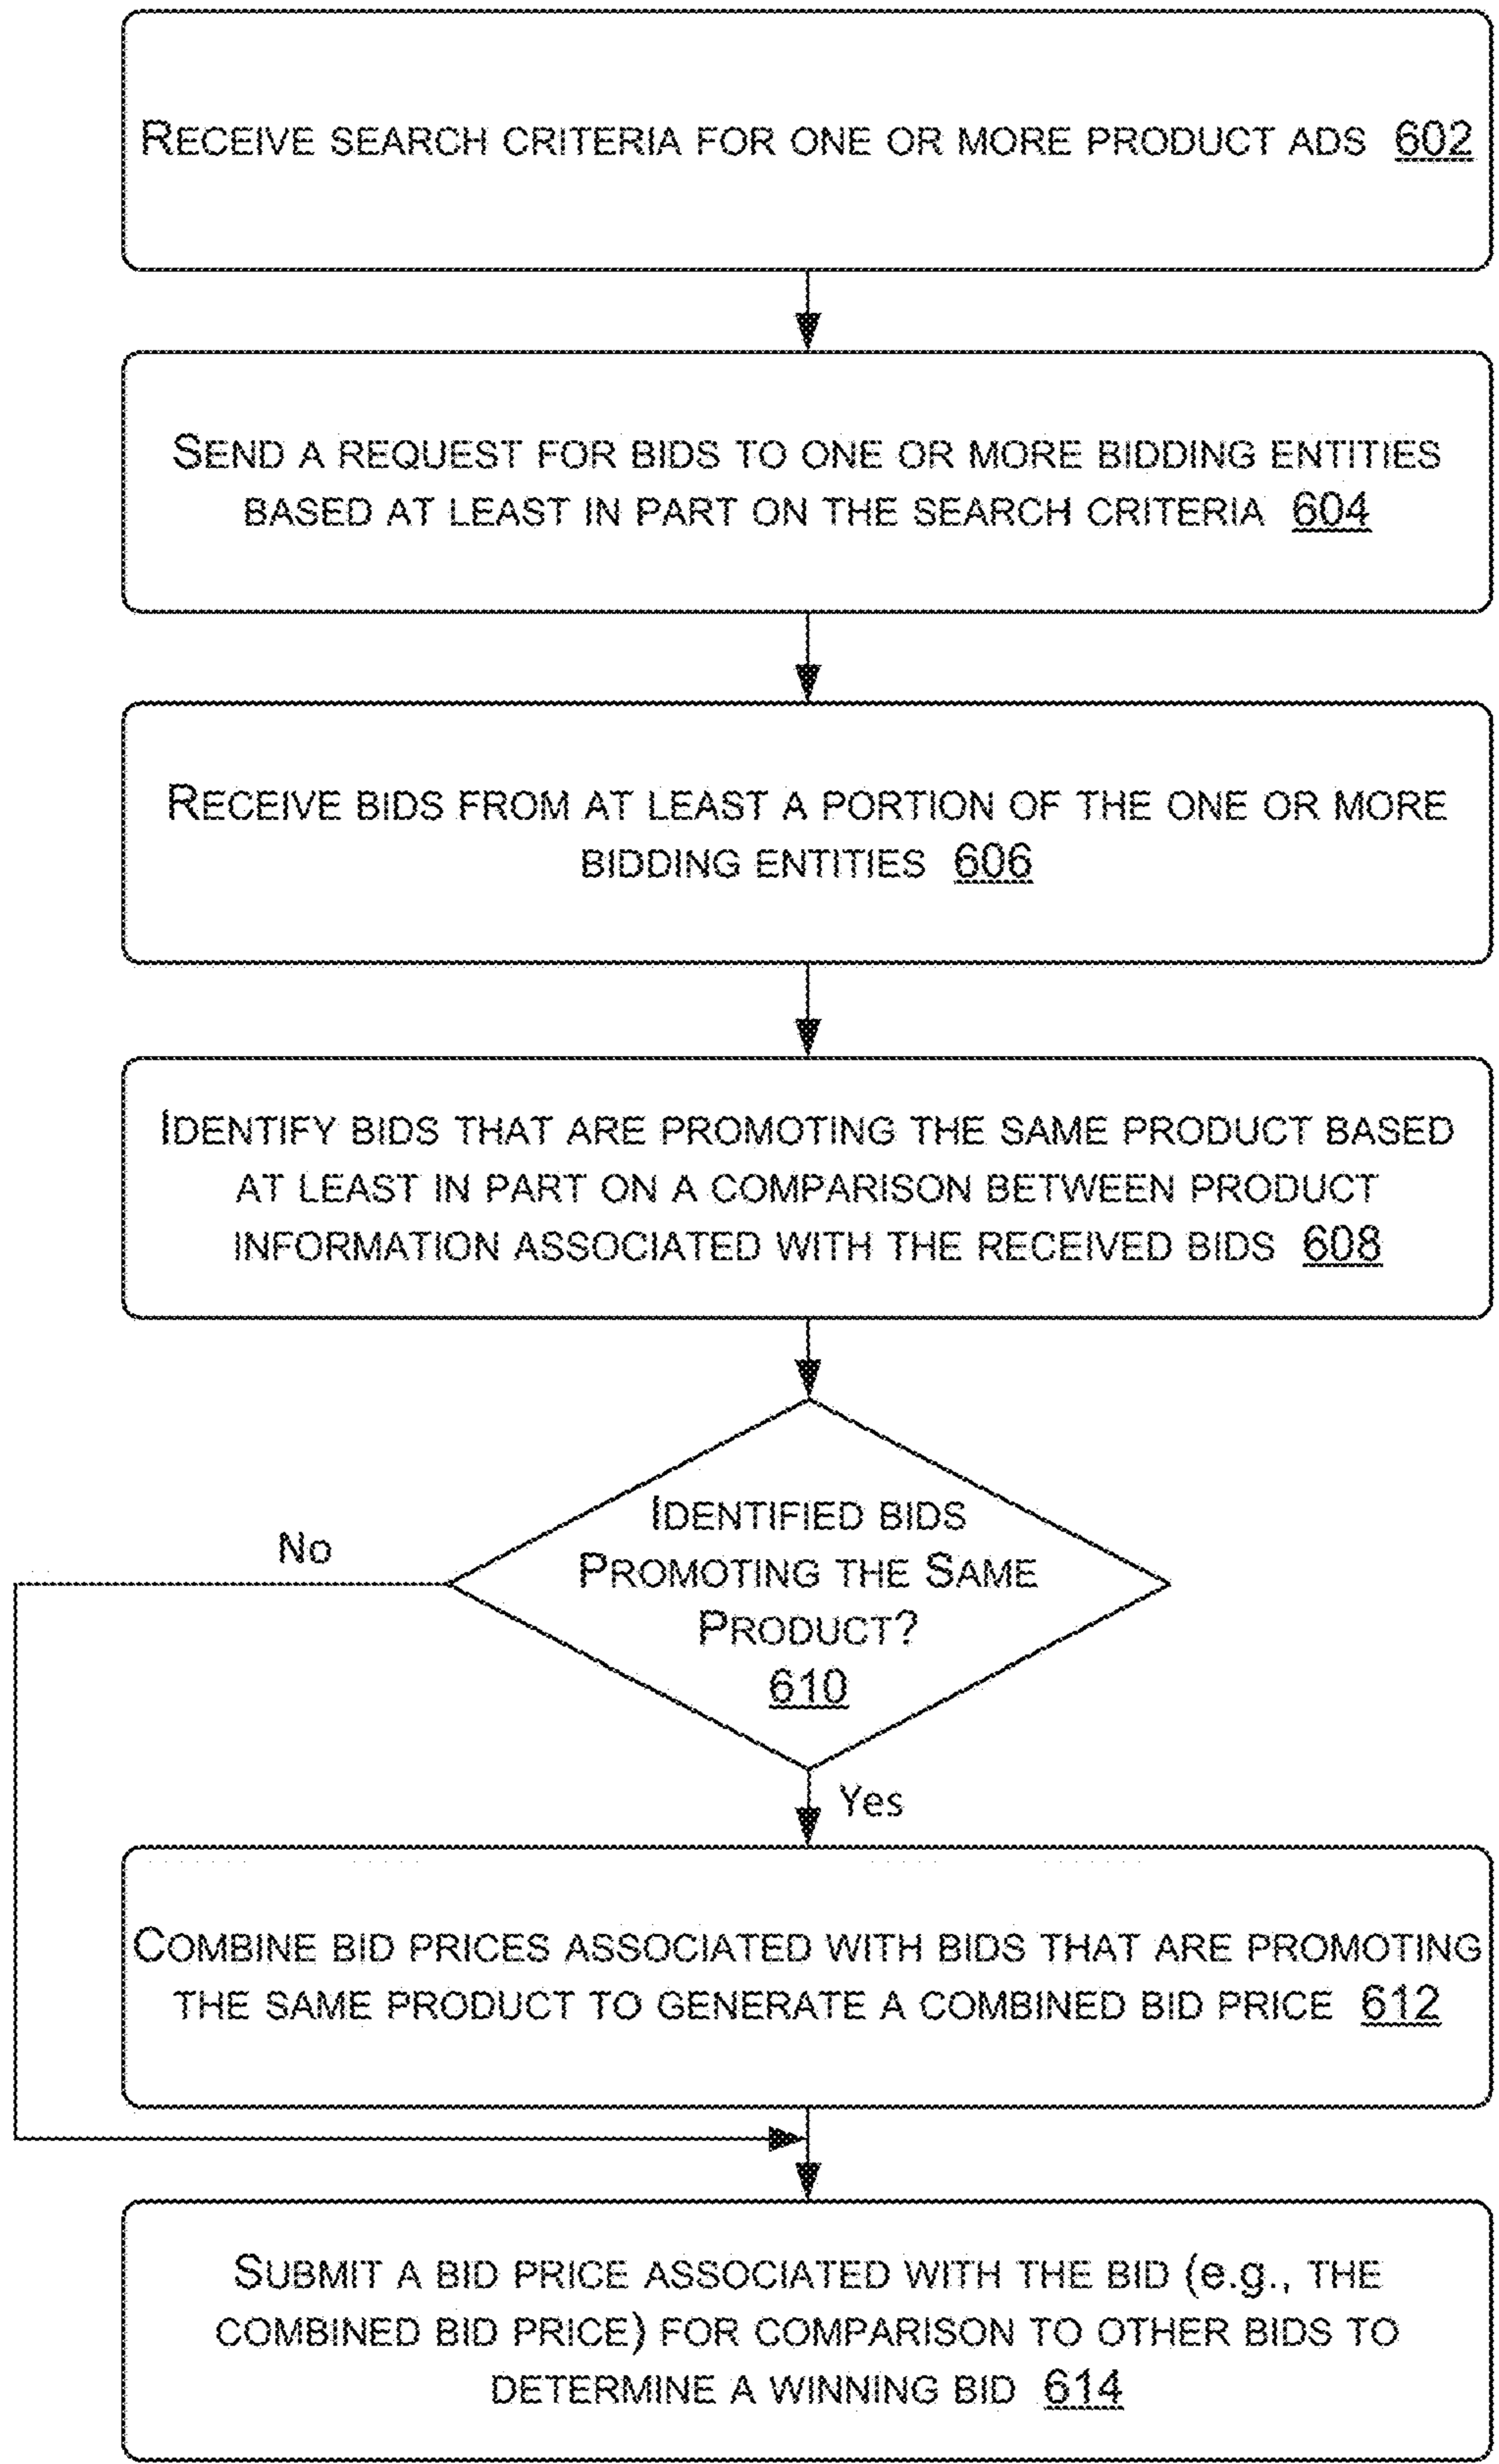 RECEIVE SEARCH CRITERIA FOR ONE OR MORE PRODUCT ADS 602
SEND A REQUEST FOR BIDS TO ONE OR MORE BIDDING ENTITIES
BASED AT LEAST IN PART ON THE SEARCH CRITERIA 604
RECEIVE BIDS FROM AT LEAST A PORTION OF THE ONE OR MORE
BIDDING ENTITIES 606
IDENTIFY BIDS THAT ARE PROMOTING THE SAME PRODUCT BASED
AT LEAST IN PART ON A COMPARISON BETWEEN PRODUCT
INFORMATION ASSOCIATED WITH THE RECEIVED BIDS 608
IDENTIFIED BIDS
PROMOTING THE SAME
PRODUCT?
610
No
Yes
COMBINE BID PRICES ASSOCIATED WITH BIDS THAT ARE PROMOTING
THE SAME PRODUCT TO GENERATE A COMBINED BID PRICE 612
SUBMIT A BID PRICE ASSOCIATED WITH THE BID (e.g., THE
COMBINED BID PRICE) FOR COMPARISON TO OTHER BIDS TO
DETERMINE A WINNING BID 614